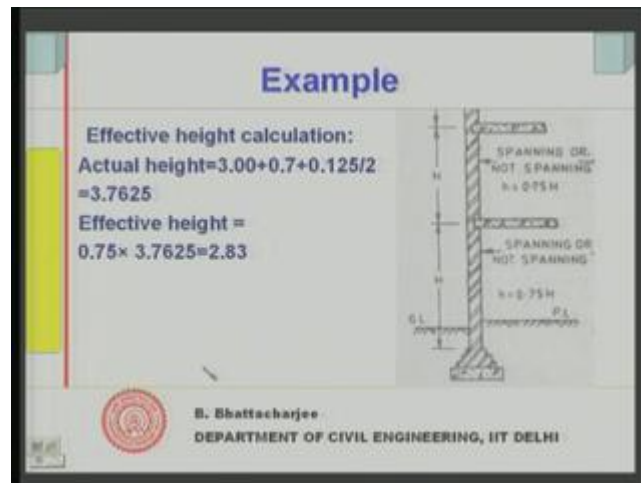 Example
Effective height calculation:
Actual height=3.00+0.7+0.125/2
=3.7625
Effective height =
0.75× 3.7625=2.83
H
SPANNING OR
NOT SPANNING
h=0·75H
H
SPANNING OR
NOT SPANNING
h=0·75H
G.L
P.L
B. Bhattacharjee
DEPARTMENT OF CIVIL ENGINEERING, IIT DELHI